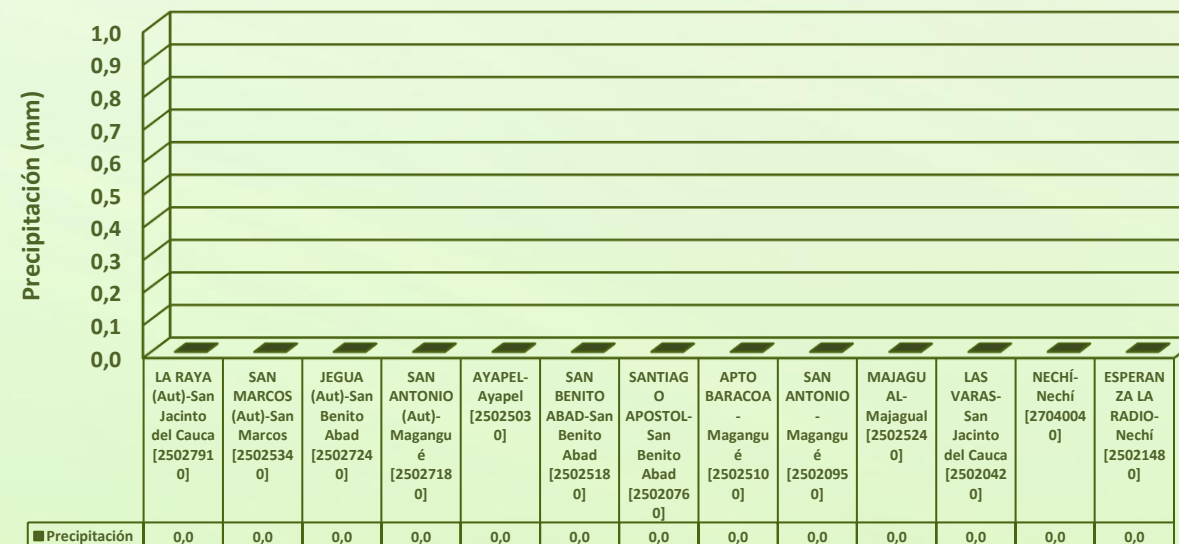 Precipitación (mm)
1,0
0,9
0,8
0,7
0,6
0,5
0,4
0,3
0,2
0,1
0,0
LA RAYA
(Aut)-San
Jacinto
del Cauca
[2502791
0]
SAN
MARCOS
(Aut)-San
Marcos
[2502534
0]
JEGUA
(Aut)-San
Benito
Abad
[2502724
0]
SAN
ANTONIO
(Aut)-
Magangu
é
[2502718
0]
AYAPEL-
Ayapel
[2502503
0]
SAN
BENITO
ABAD-San
Benito
Abad
[2502518
0]
SANTIAG
O
APOSTOL-
San
Benito
Abad
[2502076
0]
APTO
BARACOA
-
Magangu
é
[2502510
0]
SAN
ANTONIO
-
Magangu
é
[2502095
0]
MAJAGU
AL-
Majagual
[2502524
0]
LAS
VARAS-
San
Jacinto
del Cauca
[2502042
0]
NECHÍ-
Nechí
[2704004
0]
ESPERAN
ZA LA
RADIO-
Nechí
[2502148
0]
Precipitación 0,0 0,0 0,0 0,0 0,0 0,0 0,0 0,0 0,0 0,0 0,0 0,0 0,0